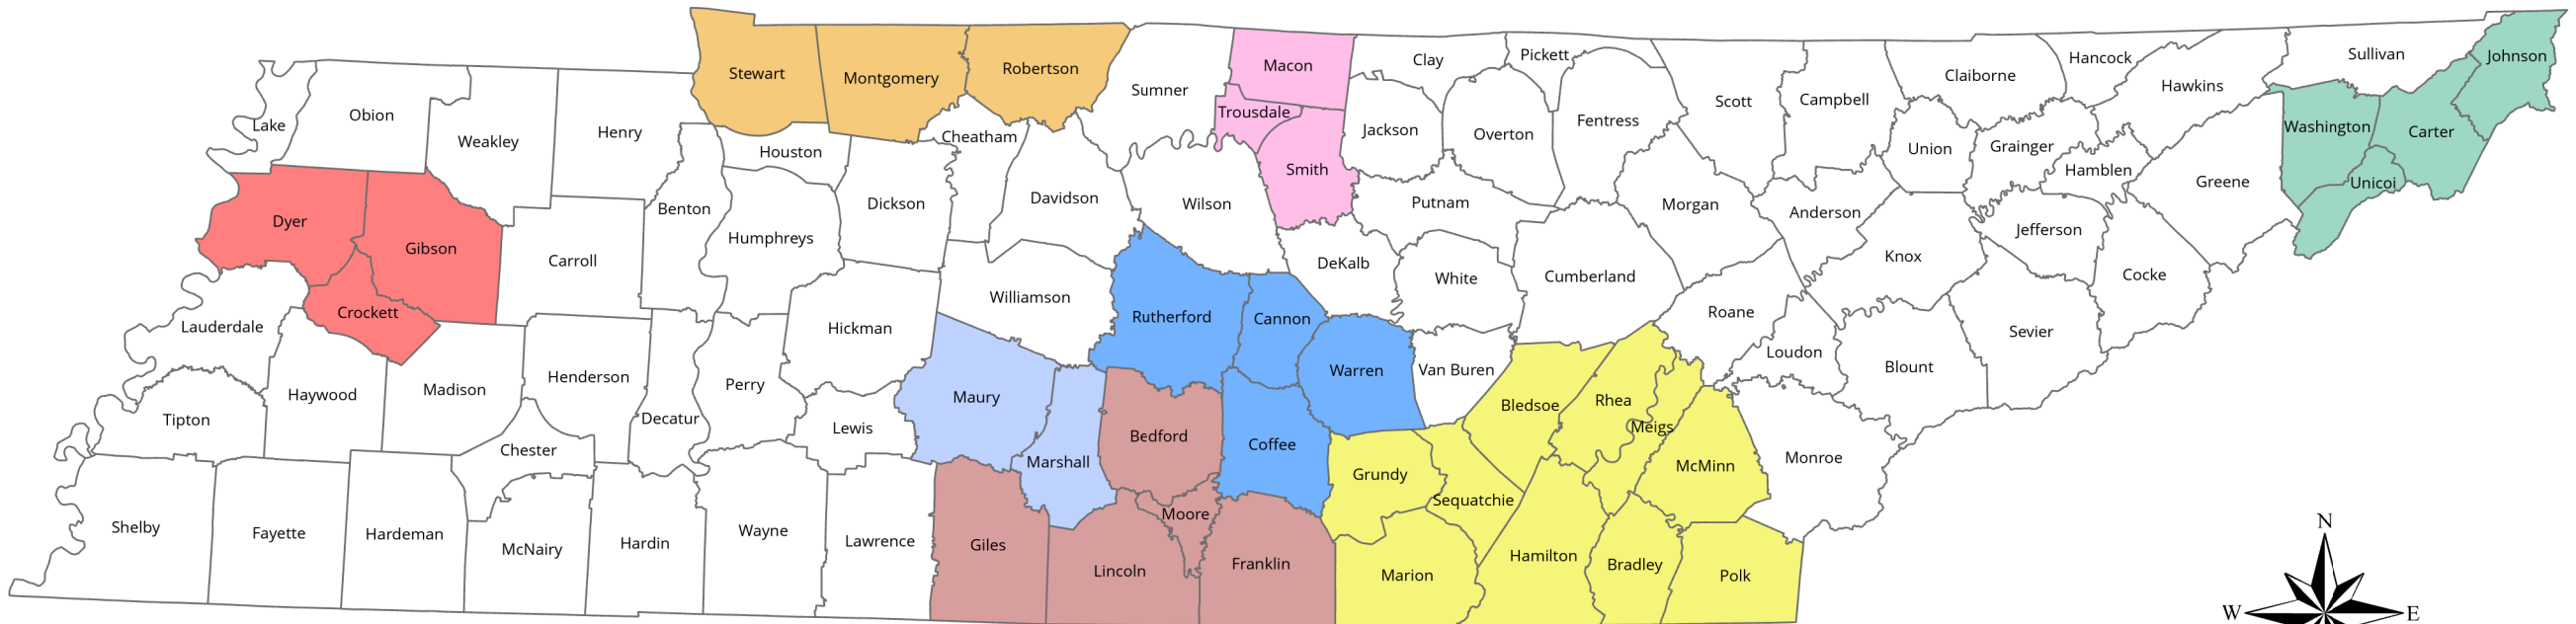 Stewart
Montgomery
Robertson
Sumner
Macon
Clay
Pickett
Scott
Campbell
Claiborne
Hancock
Hawkins
Sullivan
Johnson
Lake
Obion
Weakley
Henry
Houston
Cheatham
Trousdale
Jackson
Overton
Fentress
Union
Grainger
Hamblen
Greene
Washington
Carter
Unicoi
Dyer
Gibson
Carroll
Benton
Humphreys
Dickson
Davidson
Wilson
Smith
Putnam
Morgan
Anderson
Knox
Jefferson
Cocke
Crockett
Lauderdale
Hickman
Williamson
Rutherford
Cannon
DeKalb
White
Cumberland
Roane
Loudon
Blount
Sevier
Tipton
Haywood
Madison
Henderson
Decatur
Perry
Lewis
Maury
Marshall
Bedford
Coffee
Warren
Van Buren
Bledsoe
Rhea
Meigs
McMinn
Monroe
Shelby
Fayette
Hardeman
Chester
McNairy
Hardin
Wayne
Lawrence
Giles
Lincoln
Moore
Franklin
Grundy
Sequatchie
Marion
Hamilton
Bradley
Polk
N
W
E